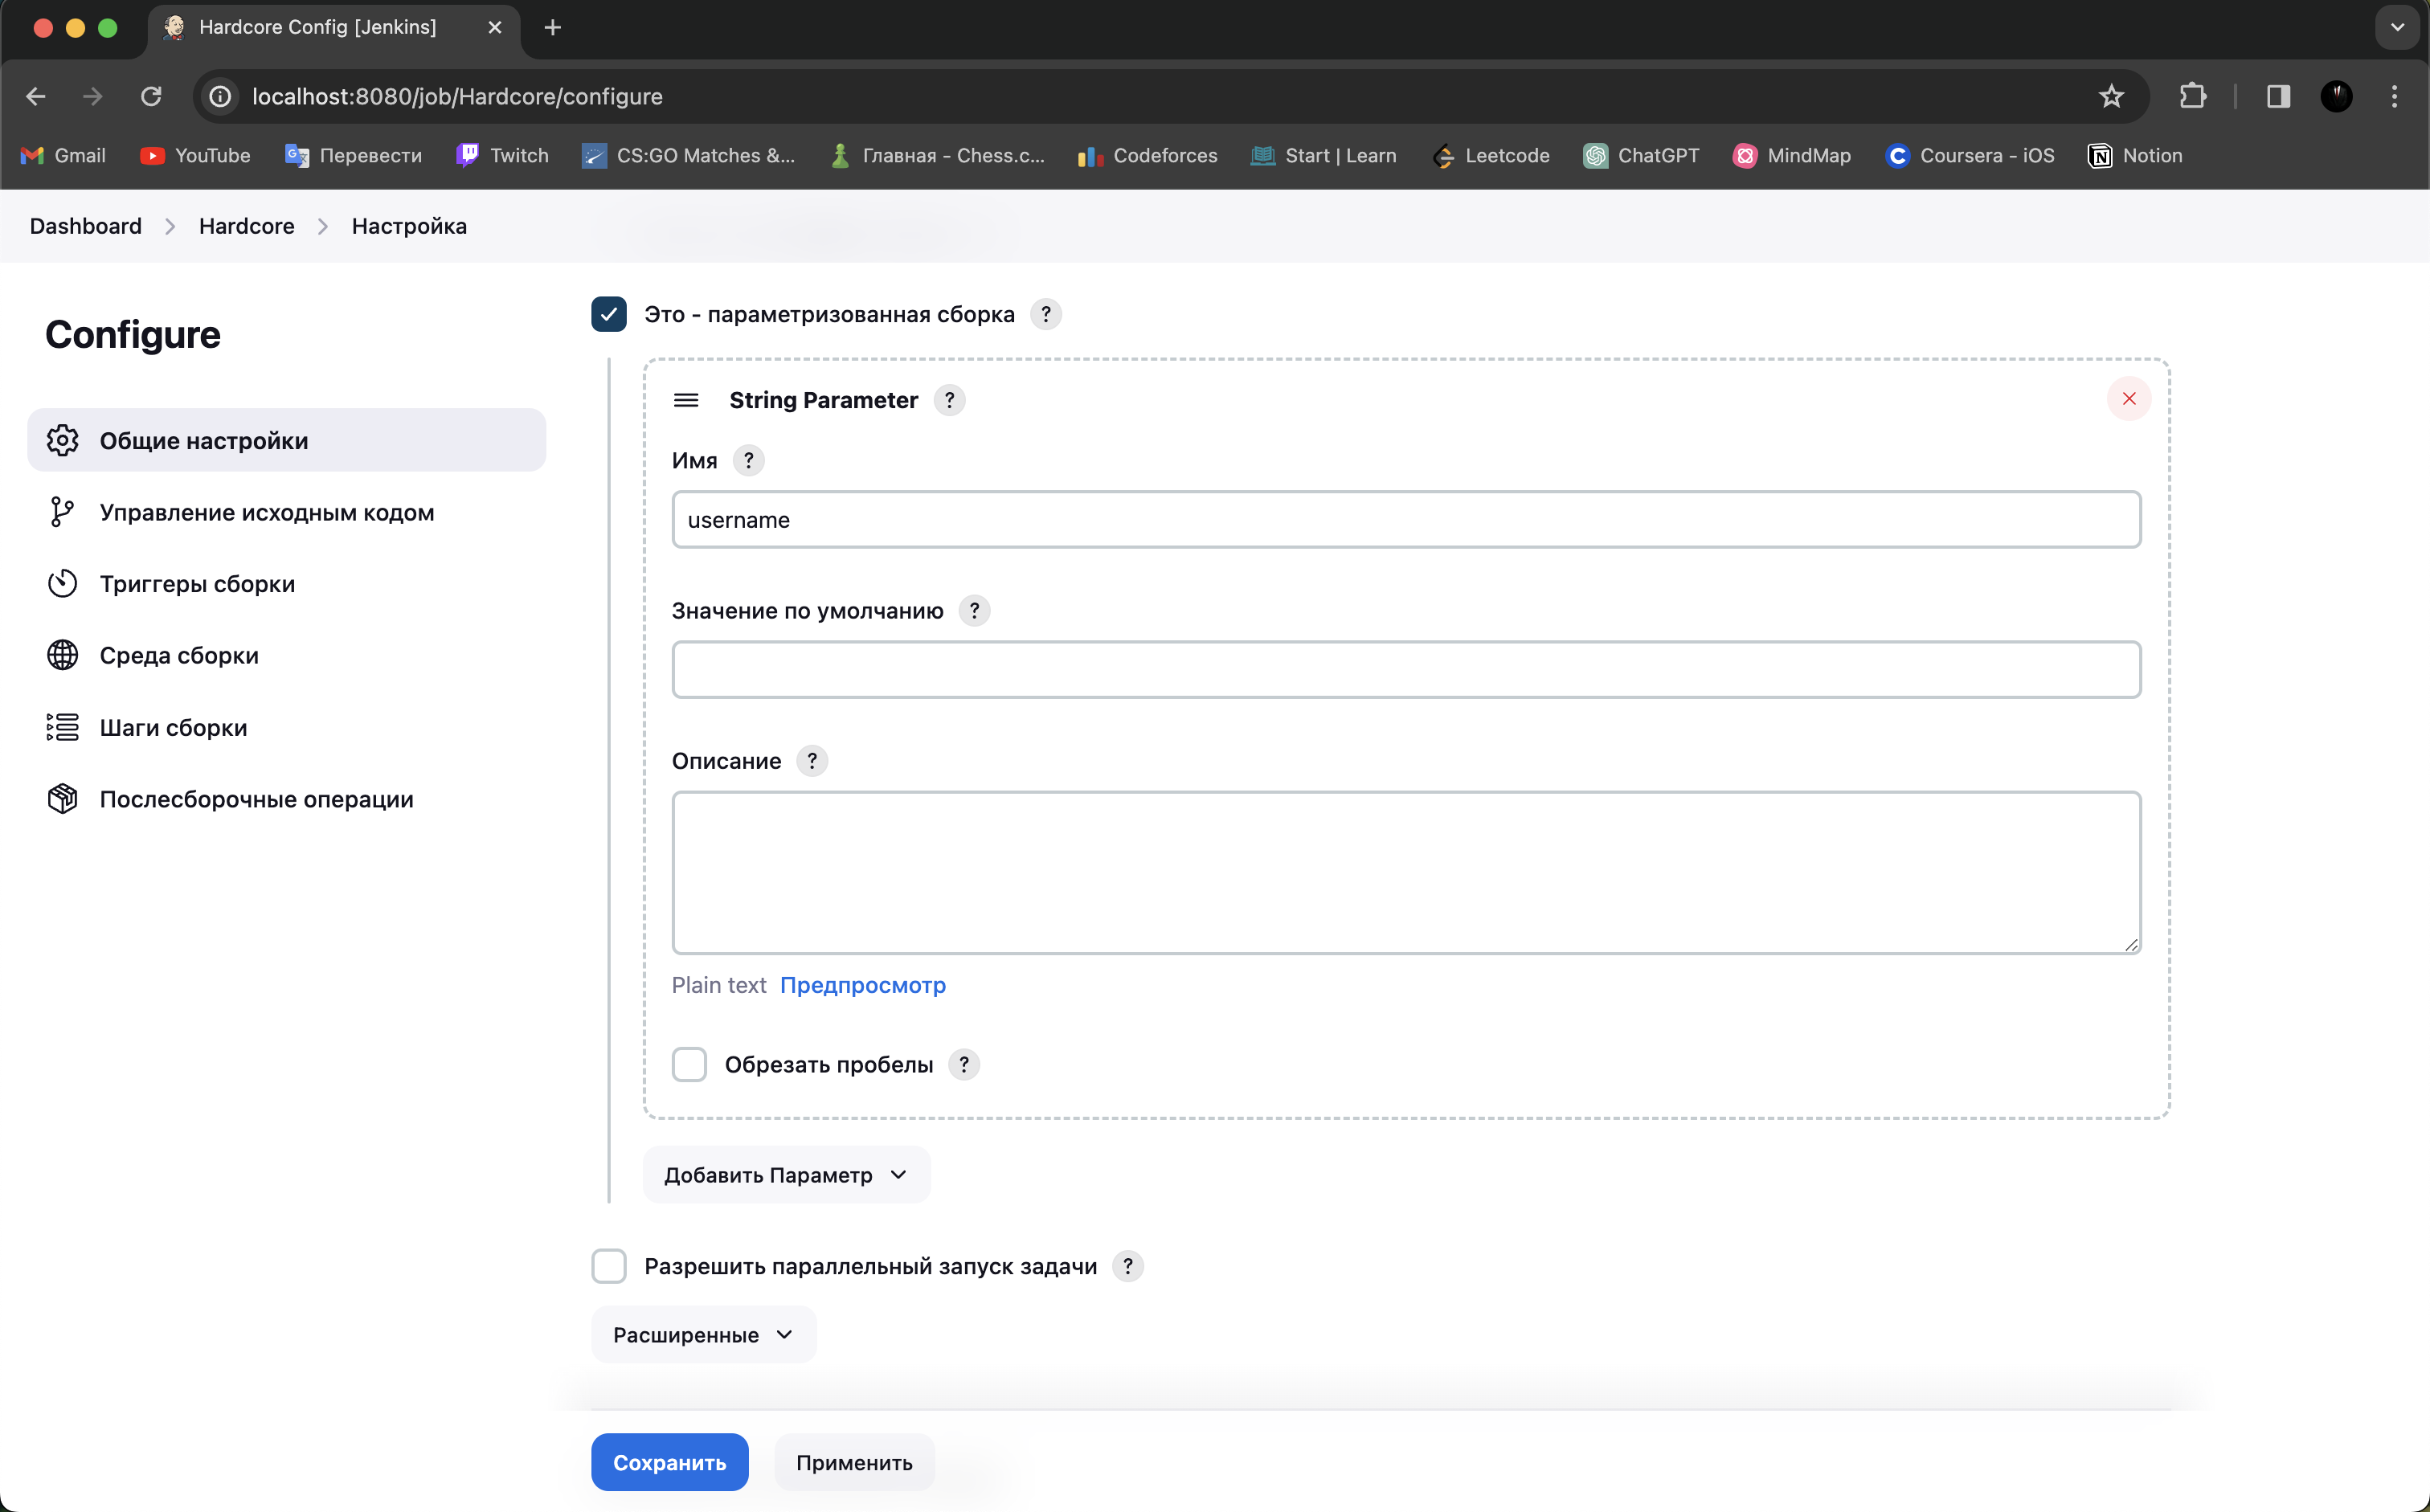 Hardcore Config [Jenkins]
localhost:8080/job/Hardcore/configure
Gmail YouTube Перевести Twitch CS:GO Matches &... Главная - Chess.c... Codeforces Start | Learn Leetcode ChatGPT MindMap Coursera - iOS Notion
Dashboard Hardcore Настройка
Configure
Общие настройки
Управление исходным кодом
Триггеры сборки
Среда сборки
Шаги сборки
Послесборочные операции
Это - параметризованная сборка ?
String Parameter ?
Имя ?
username
Значение по умолчанию ?
Описание ?
Plain text Предпросмотр
Обрезать пробелы ?
Добавить Параметр
Разрешить параллельный запуск задачи ?
Расширенные
Сохранить Применить